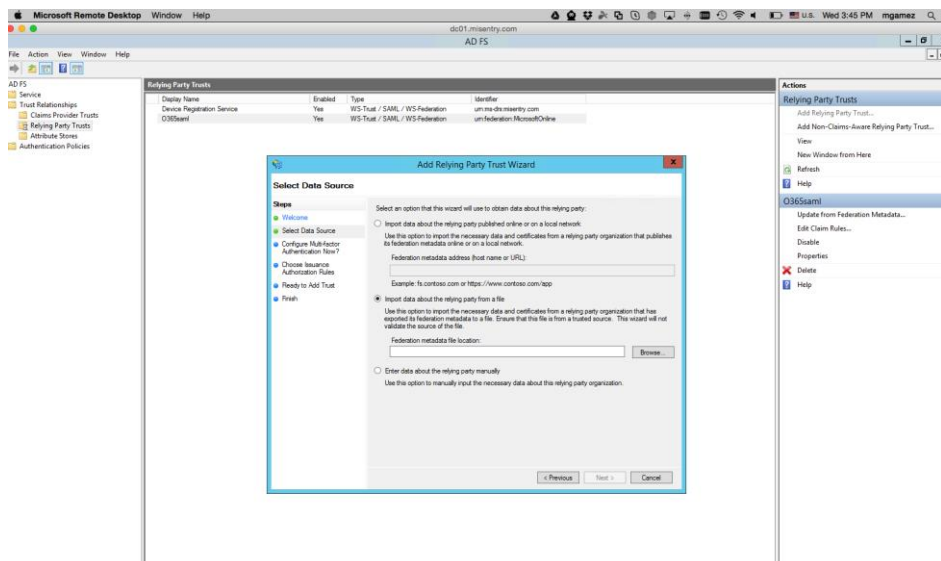 Microsoft Remote Desktop Window Help
U.S. Wed 3:45 PM mgamez
dc01.misentry.com
AD FS
File Action View Window Help
AD FS
Service
Trust Relationships
Claims Provider Trusts
Relying Party Trusts
Attribute Stores
Authentication Policies
Relying Party Trusts
Display Name Enabled Type Identifier
Device Registration Service Yes WS-Trust / SAML / WS-Federation urn:ms-drs:misentry.com
O365saml Yes WS-Trust / SAML / WS-Federation urn:federation:MicrosoftOnline
Add Relying Party Trust Wizard
Select Data Source
Steps
Welcome
Select Data Source
Configure Multi-factor
Authentication Now?
Choose Issuance
Authorization Rules
Ready to Add Trust
Finish
Select an option that this wizard will use to obtain data about this relying party:
Import data about the relying party published online or on a local network
Use this option to import the necessary data and certificates from a relying party organization that publishes
its federation metadata online or on a local network.
Federation metadata address (host name or URL):
Example: fs.contoso.com or https://www.contoso.com/app
Import data about the relying party from a file
Use this option to import the necessary data and certificates from a relying party organization that has
exported its federation metadata to a file. Ensure that this file is from a trusted source. This wizard will not
validate the source of the file.
Federation metadata file location:
Browse...
Enter data about the relying party manually
Use this option to manually input the necessary data about this relying party organization.
< Previous Next > Cancel
Actions
Relying Party Trusts
Add Relying Party Trust...
Add Non-Claims-Aware Relying Party Trust...
View
New Window from Here
Refresh
Help
O365saml
Update from Federation Metadata...
Edit Claim Rules...
Disable
Properties
Delete
Help